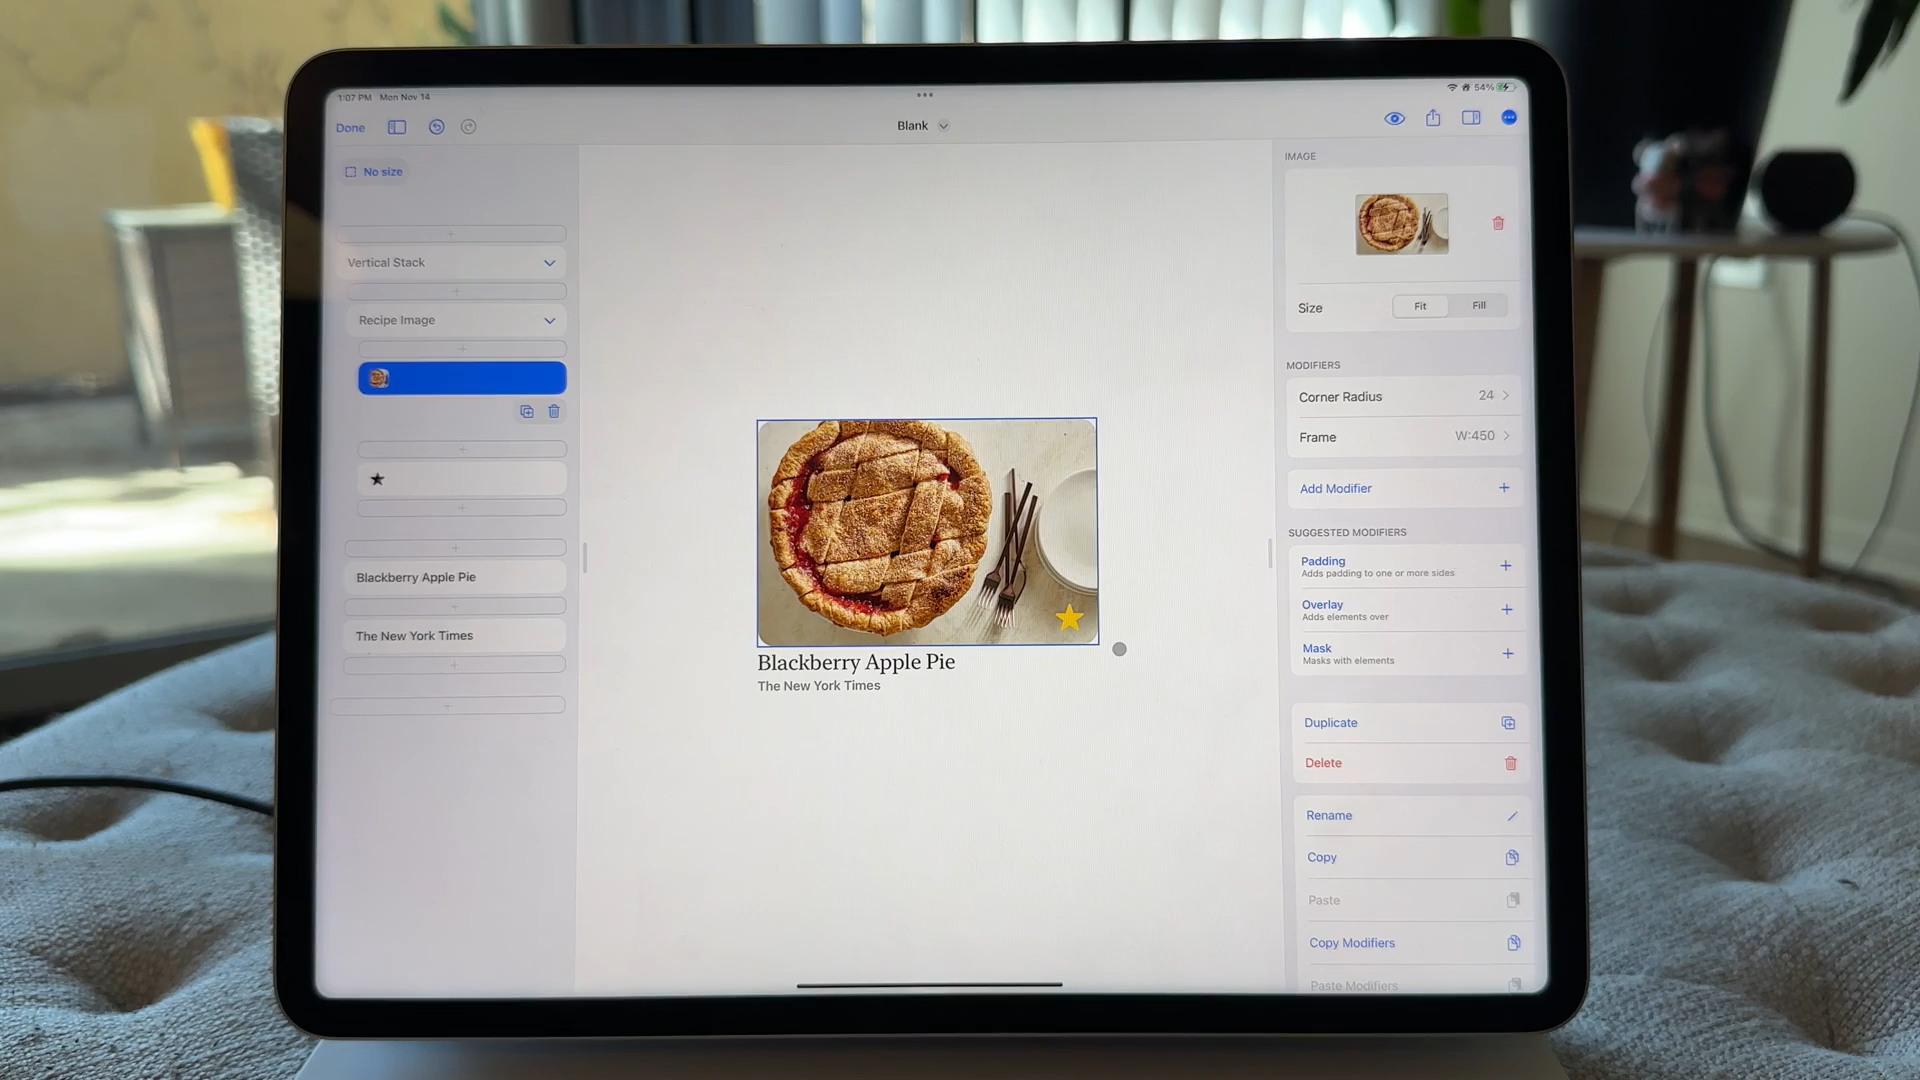 1:07 PM Mon Nov 14
54%
Done
Blank
No size
Vertical Stack
Recipe Image
Blackberry Apple Pie
The New York Times
Blackberry Apple Pie
The New York Times
IMAGE
Size
Fit
Fill
MODIFIERS
Corner Radius
24
Frame
W:450
Add Modifier
SUGGESTED MODIFIERS
Padding
Adds padding to one or more sides
Overlay
Adds elements over
Mask
Masks with elements
Duplicate
Delete
Rename
Copy
Paste
Copy Modifiers
Paste Modifiers